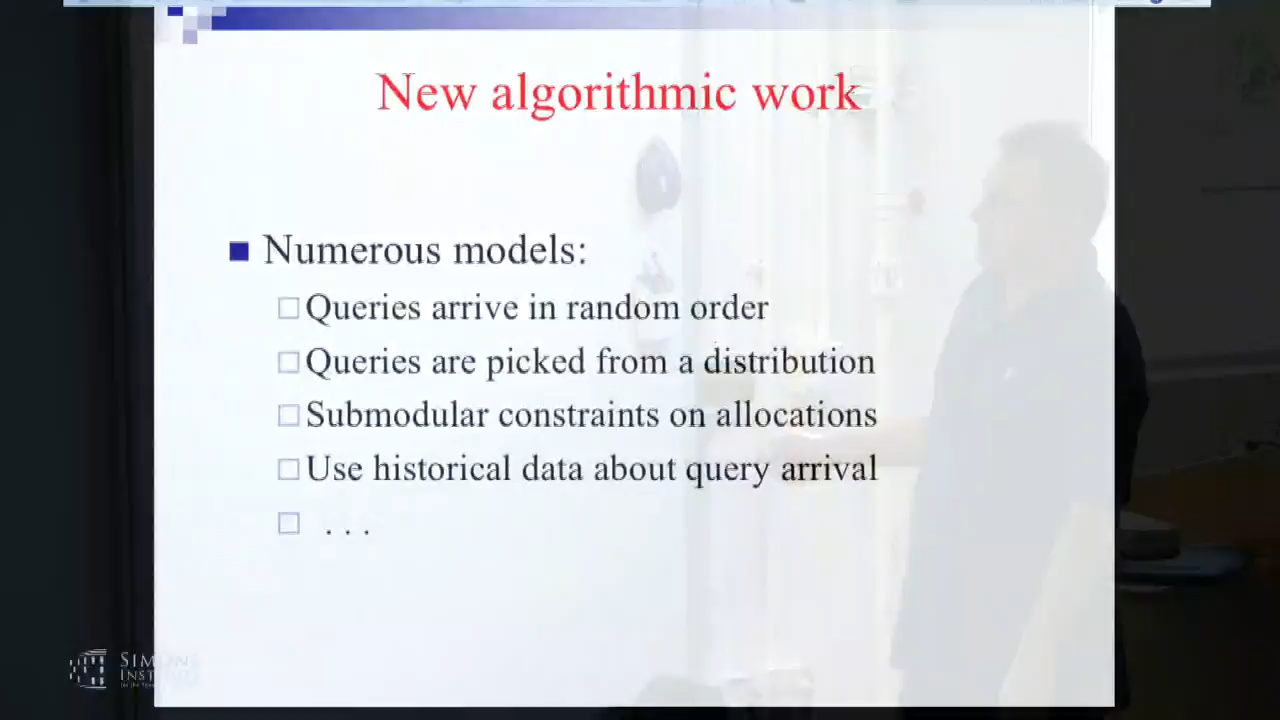 New algorithmic work
Numerous models:
Queries arrive in random order
Queries are picked from a distribution
Submodular constraints on allocations
Use historical data about query arrival
. . .
SIMONS
INSTITUTE